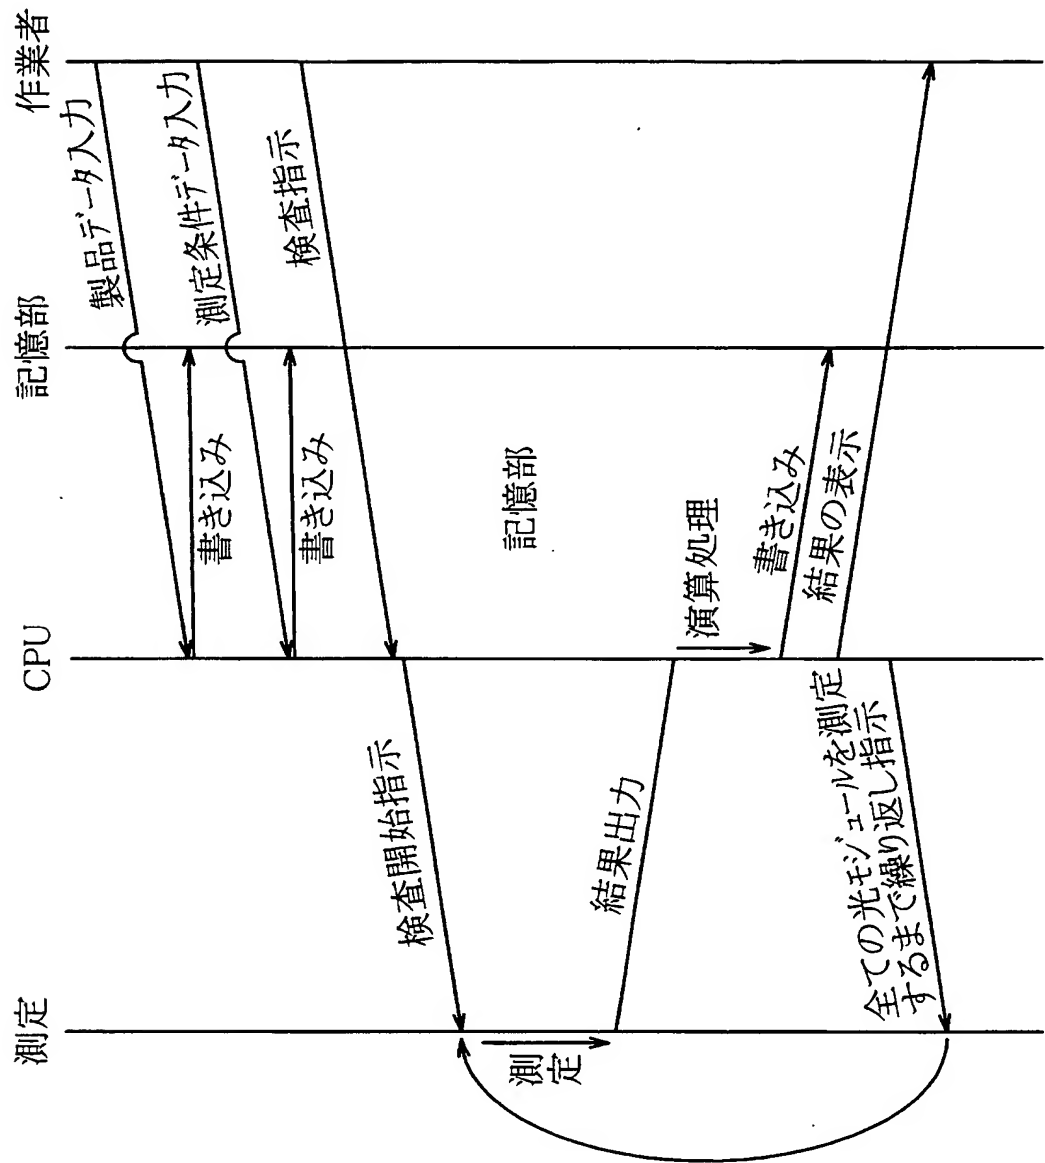 作業者
記憶部
CPU
測定
製品データ入力
書き込み
測定条件データ入力
書き込み
検査指示
検査開始指示
測
定
記憶部
結果出力
演算処理
書き込み
結果の表示
全ての光モジュールを測定
するまで繰り返し指示